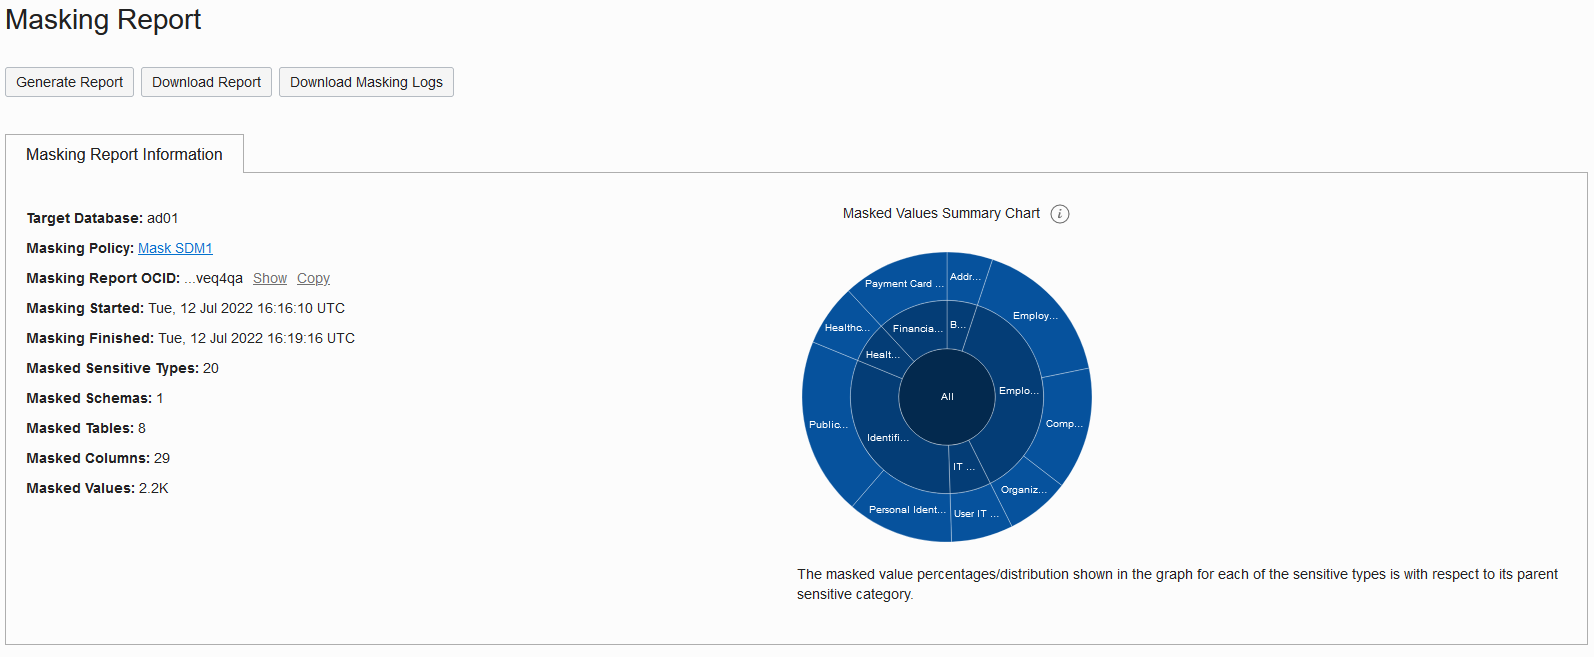 Masking Report
Generate Report
Download Report
Download Masking Logs
Masking Report Information
Target Database: ad01
Masking Policy: Mask SDM1
Masking Report OCID: ...veq4qa Show Copy
Masking Started: Tue, 12 Jul 2022 16:16:10 UTC
Masking Finished: Tue, 12 Jul 2022 16:19:16 UTC
Masked Sensitive Types: 20
Masked Schemas: 1
Masked Tables: 8
Masked Columns: 29
Masked Values: 2.2K
Masked Values Summary Chart i
Payment Card ...
Addr...
Employ...
Healthc...
Financia...
B...
Healt...
Emplo...
All
Public...
Identifi...
Comp...
IT ...
Organiz...
Personal Ident...
User IT ...
The masked value percentages/distribution shown in the graph for each of the sensitive types is with respect to its parent
sensitive category.